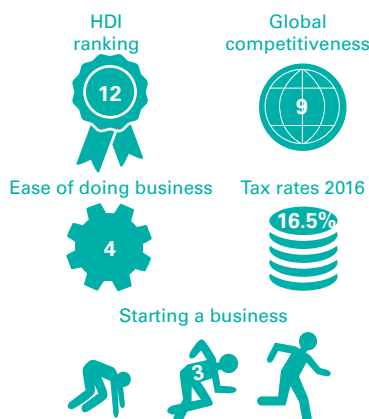 HDI
ranking
12
Global
competitiveness
9
Ease of doing business
4
Tax rates 2016
16.5%
Starting a business
3